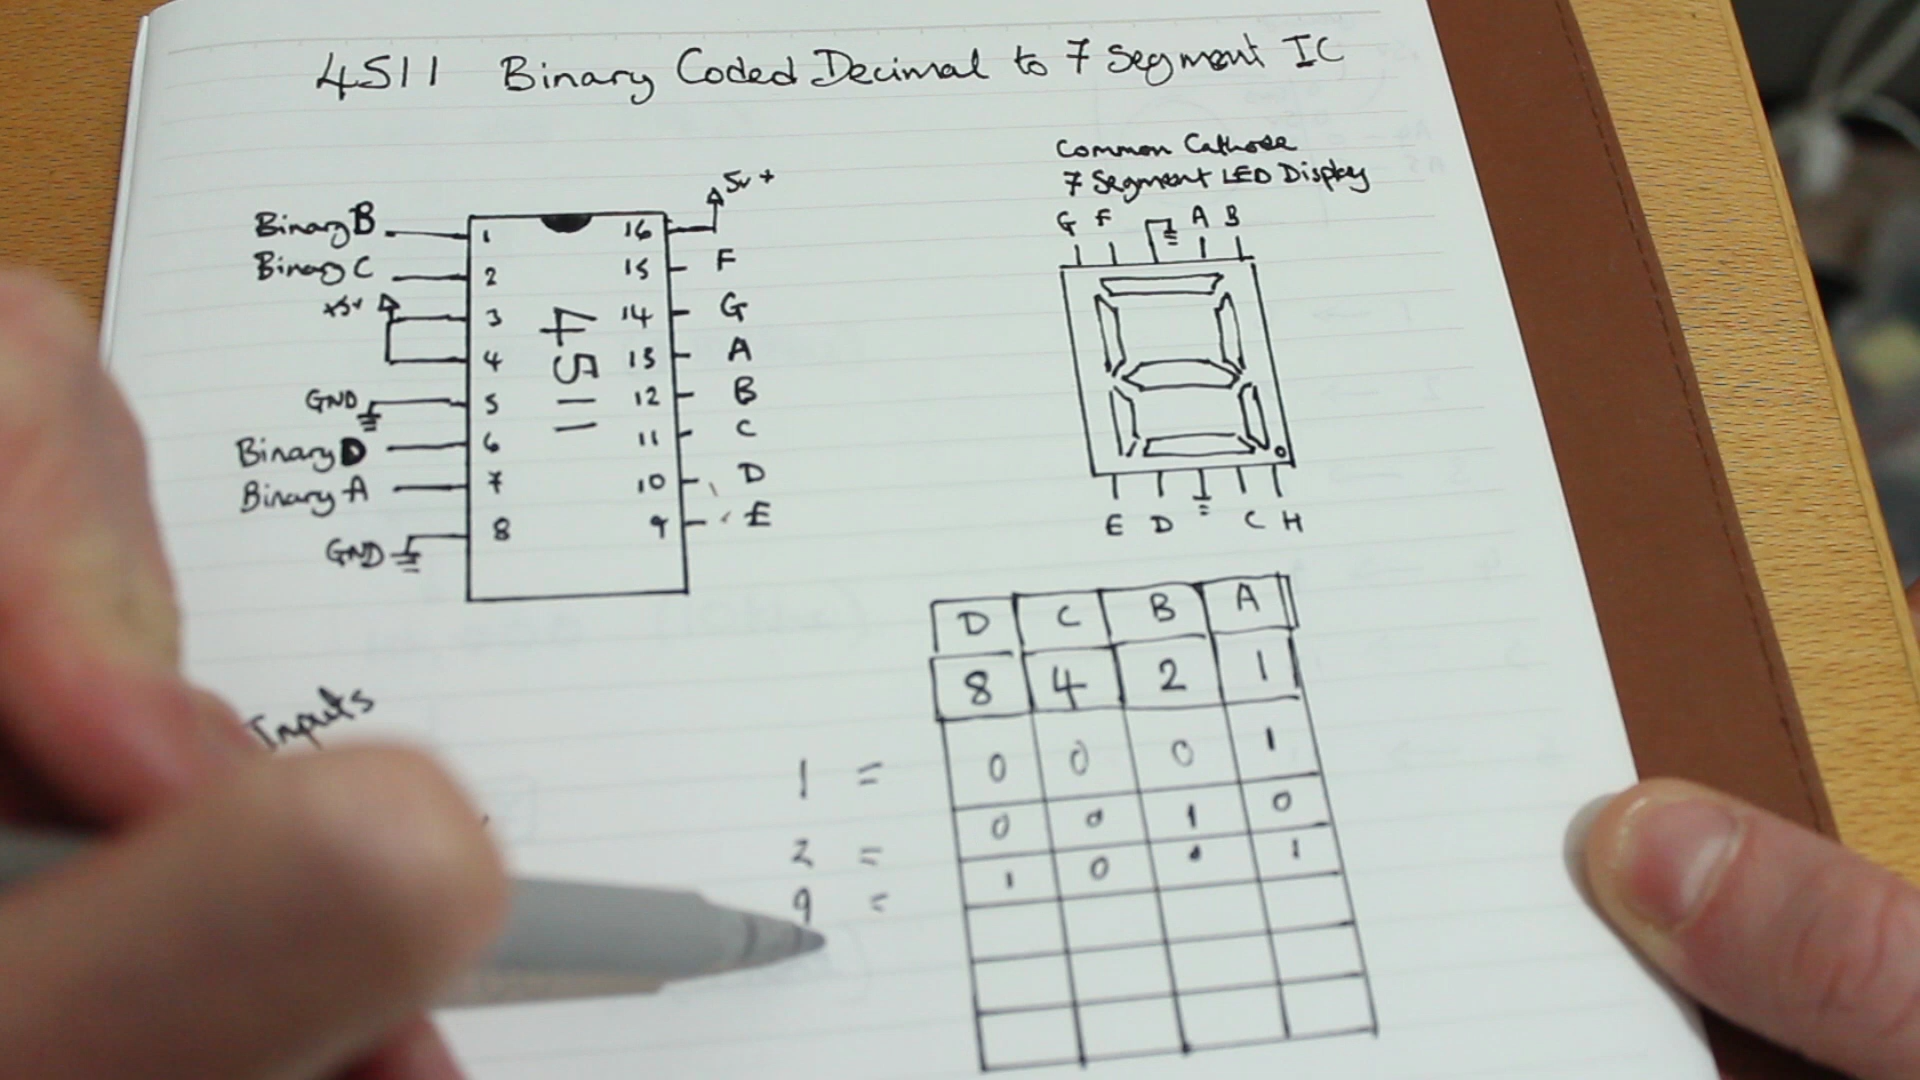 4511 Binary Coded Decimal to 7 Segment IC
Common Cathode
7 Segment LED Display
5v +
Binary B 1 16
Binary C 2 15 F
+5v 3 14 G
4 13 A
GND 5 12 B
Binary D 6 11 C
Binary A 7 10 D
GND 8 9 E
4511
G F A B
E D C H
D C B A
8 4 2 1
1 = 0 0 0 1
2 = 0 0 1 0
9 = 1 0 0 1
Inputs